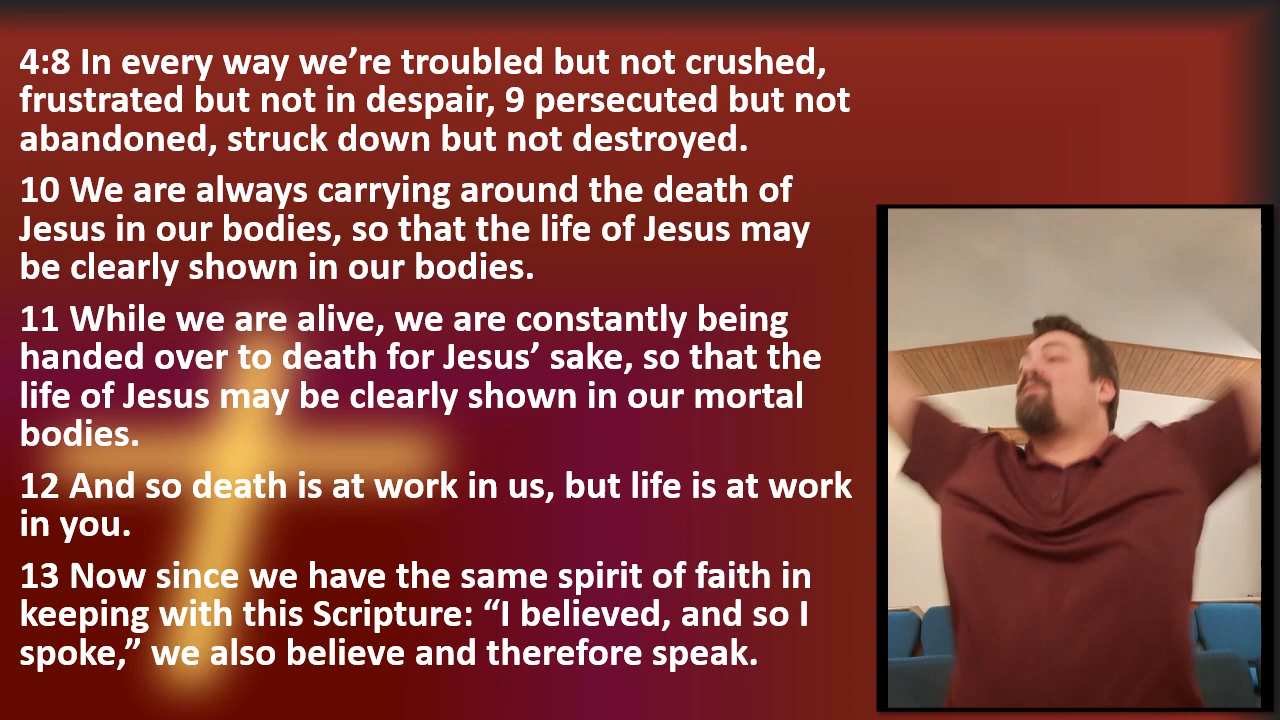 4:8 In every way we’re troubled but not crushed,
frustrated but not in despair, 9 persecuted but not
abandoned, struck down but not destroyed.
10 We are always carrying around the death of
Jesus in our bodies, so that the life of Jesus may
be clearly shown in our bodies.
11 While we are alive, we are constantly being
handed over to death for Jesus’ sake, so that the
life of Jesus may be clearly shown in our mortal
bodies.
12 And so death is at work in us, but life is at work
in you.
13 Now since we have the same spirit of faith in
keeping with this Scripture: “I believed, and so I
spoke,” we also believe and therefore speak.